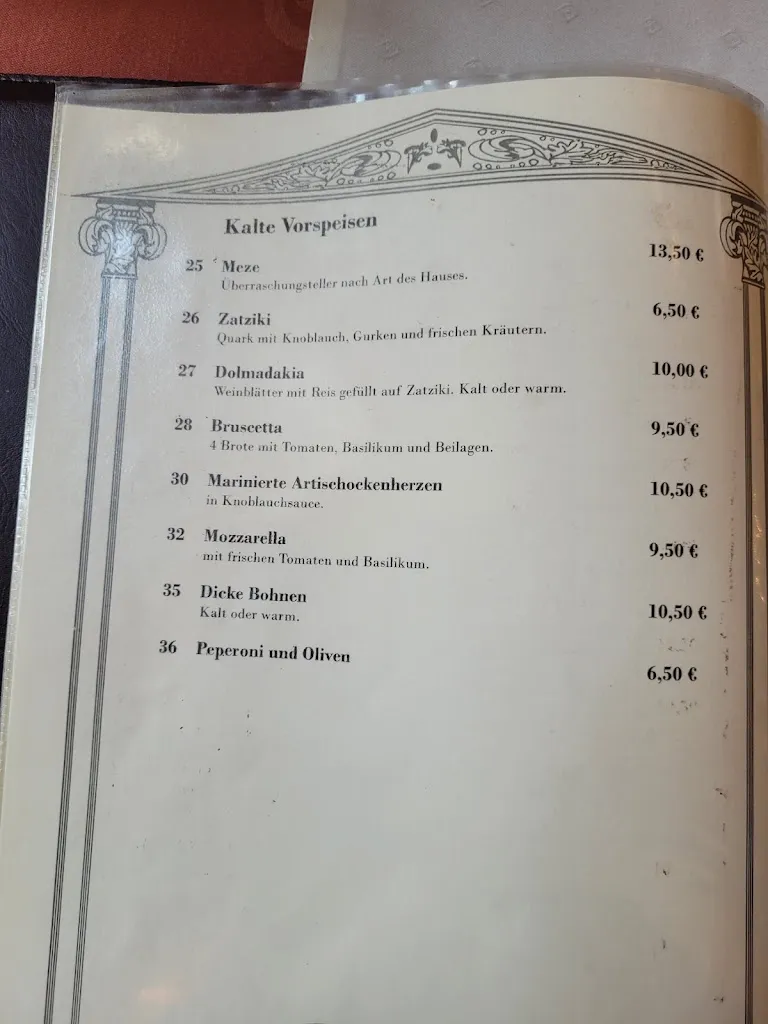 Kalte Vorspeisen
25 Meze 13,50 €
Überraschungsteller nach Art des Hauses.
26 Zatziki 6,50 €
Quark mit Knoblauch, Gurken und frischen Kräutern.
27 Dolmadakia 10,00 €
Weinblätter mit Reis gefüllt auf Zatziki. Kalt oder warm.
28 Bruscetta 9,50 €
4 Brote mit Tomaten, Basilikum und Beilagen.
30 Marinierte Artischockenherzen 10,50 €
in Knoblauchsauce.
32 Mozzarella 9,50 €
mit frischen Tomaten und Basilikum.
35 Dicke Bohnen 10,50 €
Kalt oder warm.
36 Peperoni und Oliven 6,50 €